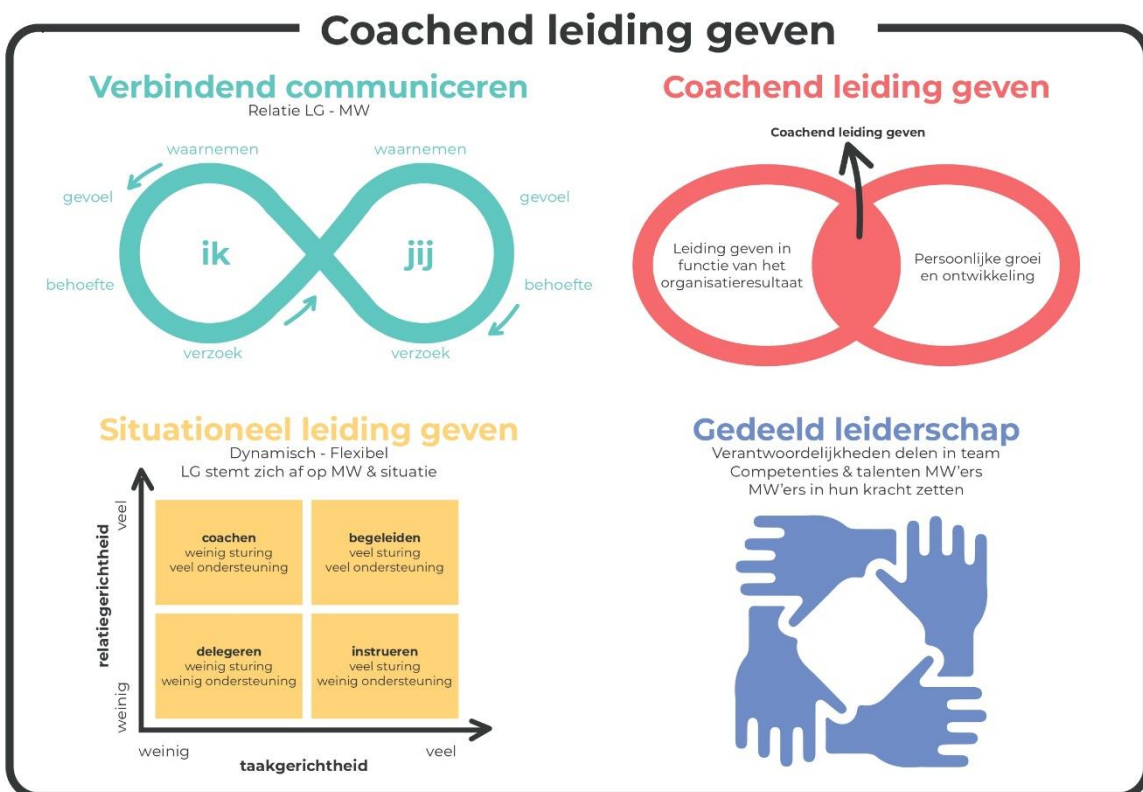 Coachend leiding geven
Verbindend communiceren
Relatie LG - MW
waarnemen
waarnemen
gevoel
gevoel
ik
jij
behoefte
behoefte
verzoek
verzoek
Coachend leiding geven
Coachend leiding geven
Leiding geven in
functie van het
organisatieresultaat
Persoonlijke groei
en ontwikkeling
Situationeel leiding geven
Dynamisch - Flexibel
LG stemt zich af op MW & situatie
relatiegerichtheid
veel
weinig
coachen
weinig sturing
veel ondersteuning
begeleiden
veel sturing
veel ondersteuning
delegeren
weinig sturing
weinig ondersteuning
instrueren
veel sturing
weinig ondersteuning
weinig
veel
taakgerichtheid
Gedeeld leiderschap
Verantwoordelijkheden delen in team
Competenties & talenten MW'ers
MW'ers in hun kracht zetten